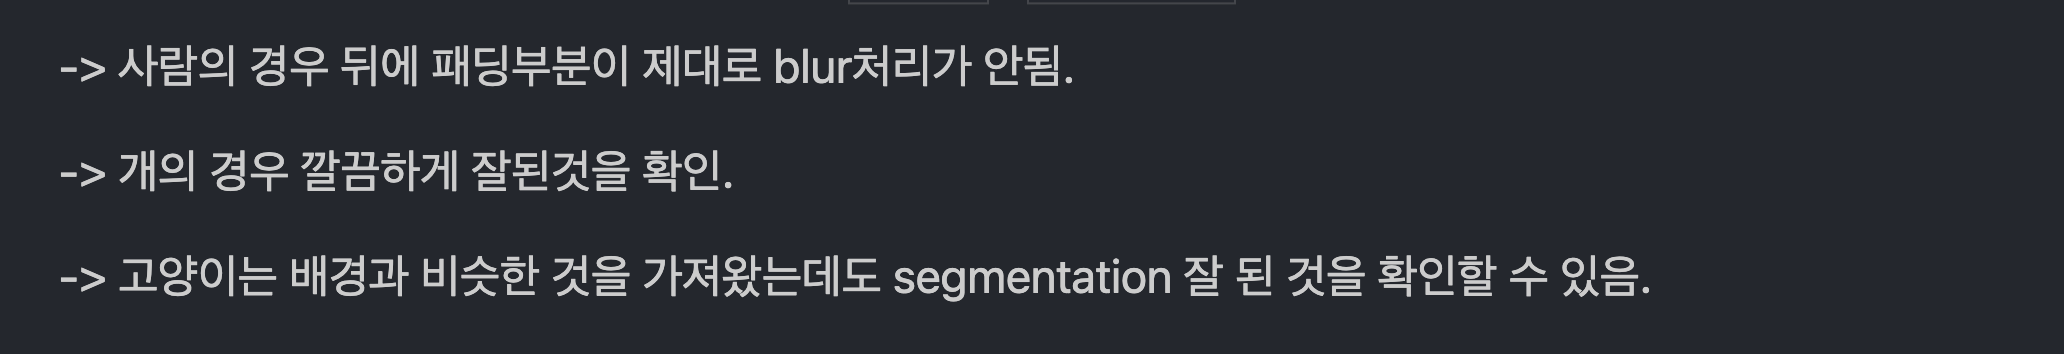 -> 사람의 경우 뒤에 패딩부분이 제대로 blur처리가 안됨.
-> 개의 경우 깔끔하게 잘된것을 확인.
-> 고양이는 배경과 비슷한 것을 가져왔는데도 segmentation 잘 된 것을 확인할 수 있음.